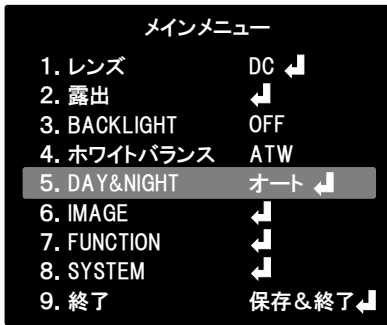 メインメニュー
1. レンズ DC ↵
2. 露出 ↵
3. BACKLIGHT OFF
4. ホワイトバランス ATW
5. DAY&NIGHT オート ↵
6. IMAGE ↵
7. FUNCTION ↵
8. SYSTEM ↵
9. 終了 保存&終了↵